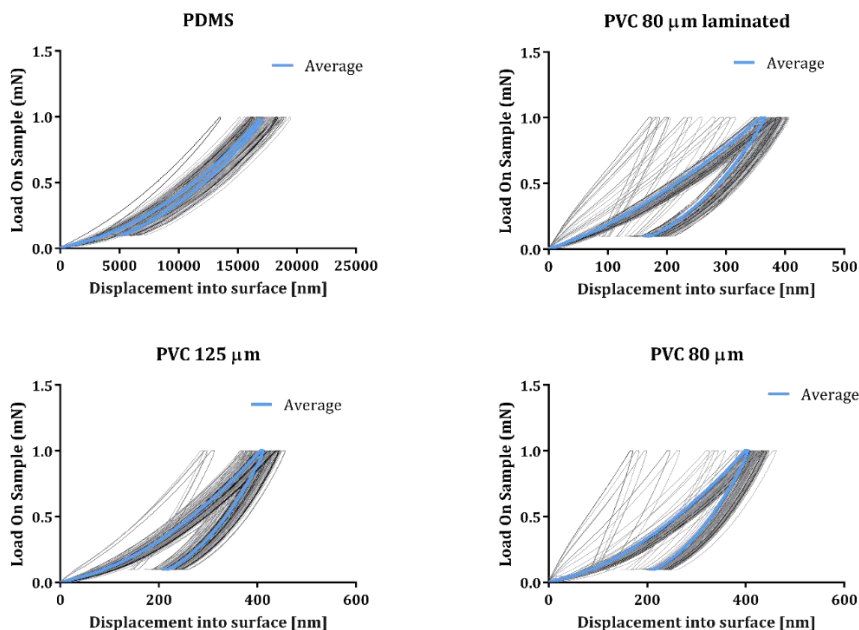 PDMS
Load On Sample (mN)
1.5
1.0
0.5
0.0
Average
0 5000 10000 15000 20000 25000
Displacement into surface [nm]
PVC 80 μm laminated
Load On Sample (mN)
1.5
1.0
0.5
0.0
Average
0 100 200 300 400 500
Displacement into surface [nm]
PVC 125 μm
Load On Sample (mN)
1.5
1.0
0.5
0.0
Average
0 200 400 600
Displacement into surface [nm]
PVC 80 μm
Load On Sample (mN)
1.5
1.0
0.5
0.0
Average
0 200 400 600
Displacement into surface [nm]